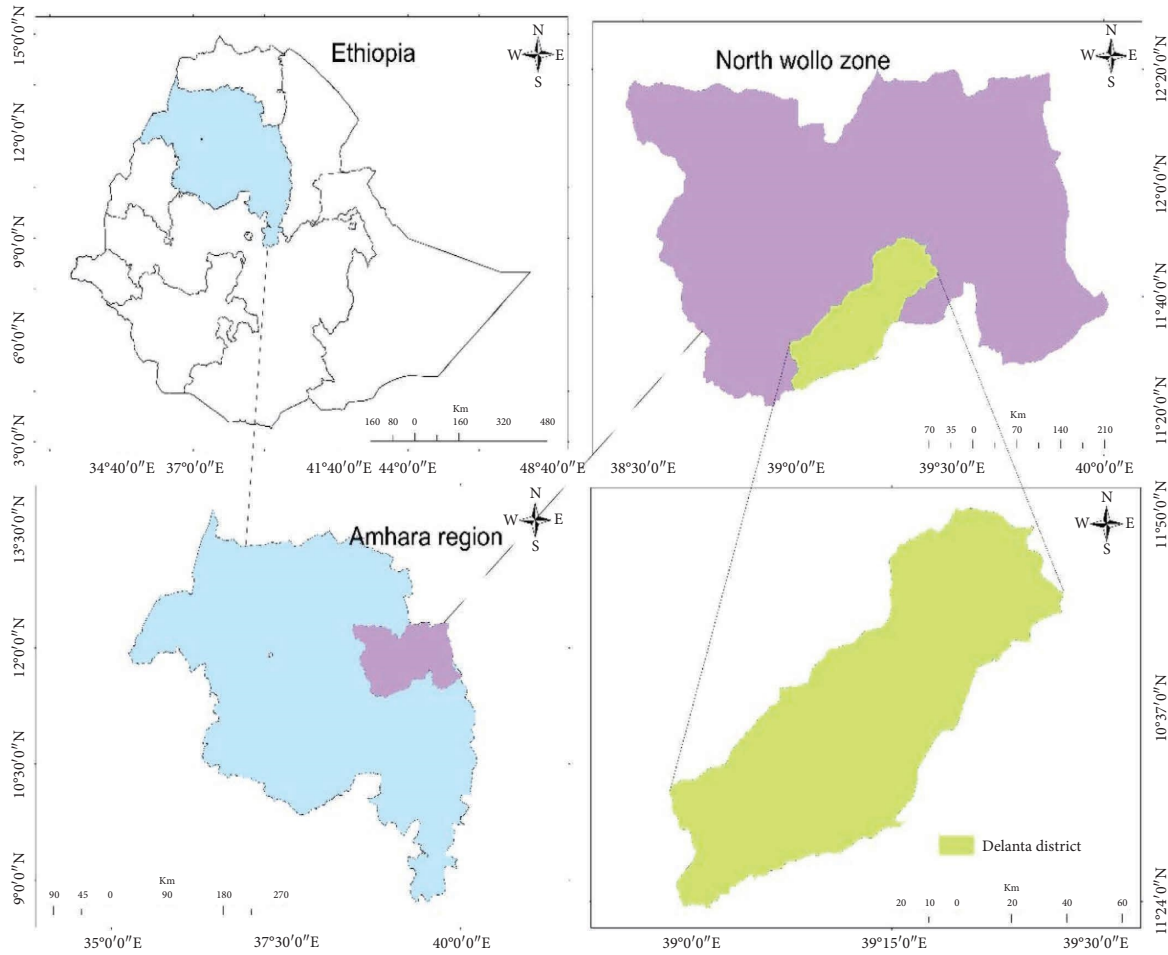 Ethiopia
N
W E
S
15°0′0″N
12°0′0″N
9°0′0″N
6°0′0″N
3°0′0″N
Km
160 80 0 160 320 480
34°40′0″E 37°0′0″E 41°40′0″E 44°0′0″E 48°40′0″E
North wollo zone
N
W E
S
12°20′0″N
12°0′0″N
11°40′0″N
11°20′0″N
Km
70 35 0 70 140 210
38°30′0″E 39°0′0″E 39°30′0″E 40°0′0″E
Amhara region
N
W E
S
13°30′0″N
12°0′0″N
10°30′0″N
9°0′0″N
Km
90 45 0 90 180 270
35°0′0″E 37°30′0″E 40°0′0″E
N
W E
S
11°50′0″N
10°37′0″N
11°24′0″N
Delanta district
Km
20 10 0 20 40 60
39°0′0″E 39°15′0″E 39°30′0″E